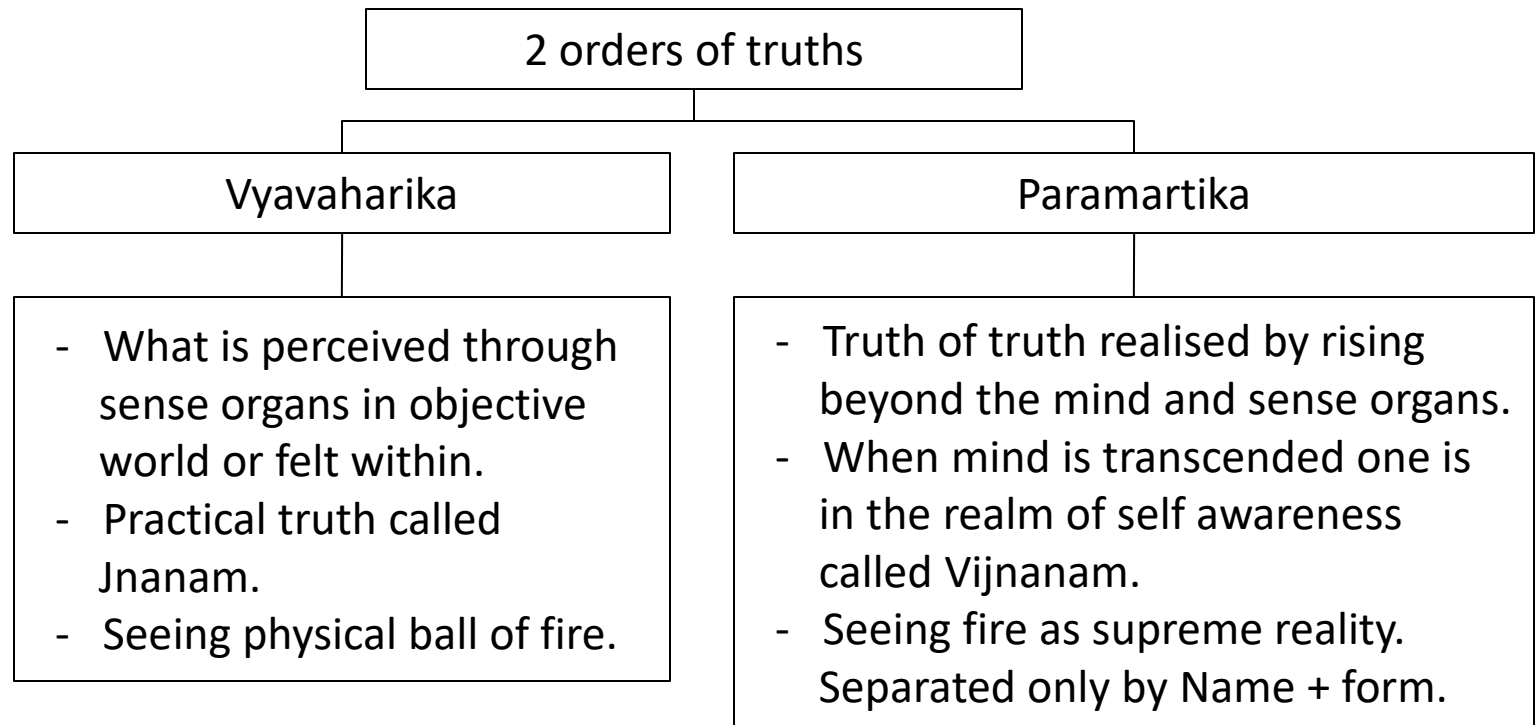 2 orders of truths
Vyavaharika
Paramartika
- What is perceived through
sense organs in objective
world or felt within.
- Practical truth called
Jnanam.
- Seeing physical ball of fire.
- Truth of truth realised by rising
beyond the mind and sense organs.
- When mind is transcended one is
in the realm of self awareness
called Vijnanam.
- Seeing fire as supreme reality.
Separated only by Name + form.